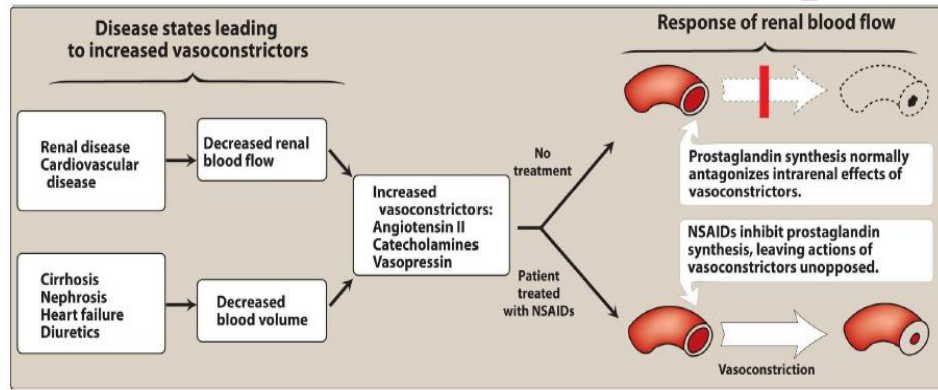 Disease states leading
to increased vasoconstrictors
Response of renal blood flow
Renal disease
Cardiovascular
disease
Decreased renal
blood flow
Cirrhosis
Nephrosis
Heart failure
Diuretics
Decreased
blood volume
Increased
vasoconstrictors:
Angiotensin II
Catecholamines
Vasopressin
No
treatment
Patient
treated
with NSAIDs
Prostaglandin synthesis normally
antagonizes intrarenal effects of
vasoconstrictors.
NSAIDs inhibit prostaglandin
synthesis, leaving actions of
vasoconstrictors unopposed.
Vasoconstriction